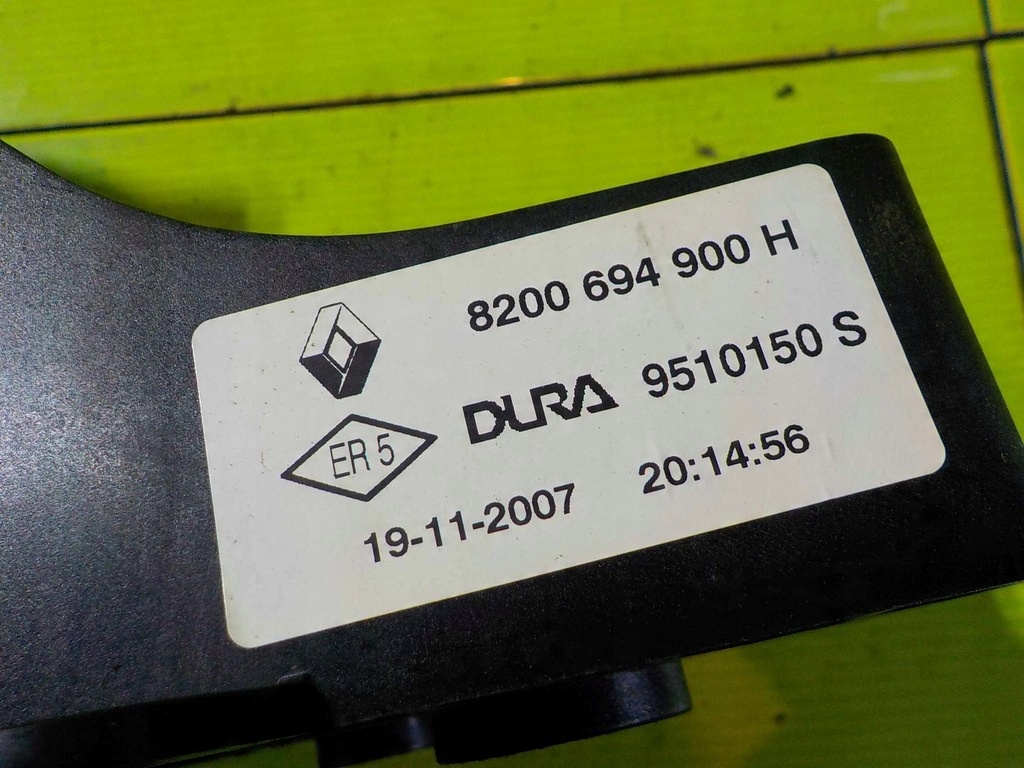 8200 694 900 H
DURA 9510150 S
ER 5
19-11-2007 20:14:56